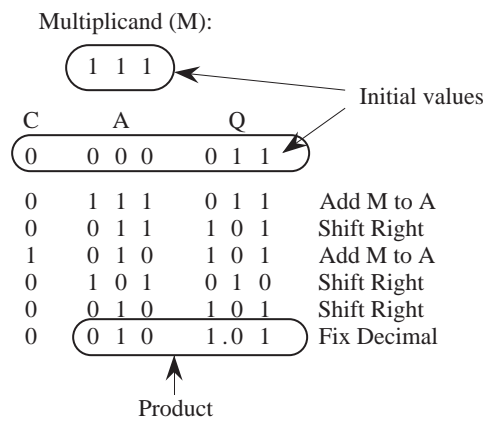 Multiplicand (M):
1 1 1
Initial values
C A Q
0 0 0 0 0 1 1
0 1 1 1 0 1 1 Add M to A
0 0 1 1 1 0 1 Shift Right
1 0 1 0 1 0 1 Add M to A
0 1 0 1 0 1 0 Shift Right
0 0 1 0 1 0 1 Shift Right
0 0 1 0 1 . 0 1 Fix Decimal
Product